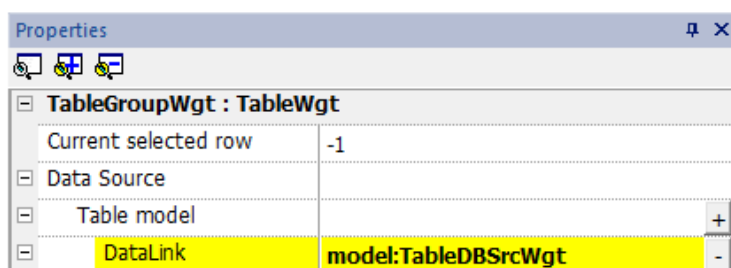 Properties
TableGroupWgt : TableWgt
Current selected row -1
Data Source
Table model +
DataLink model:TableDBSrcWgt -